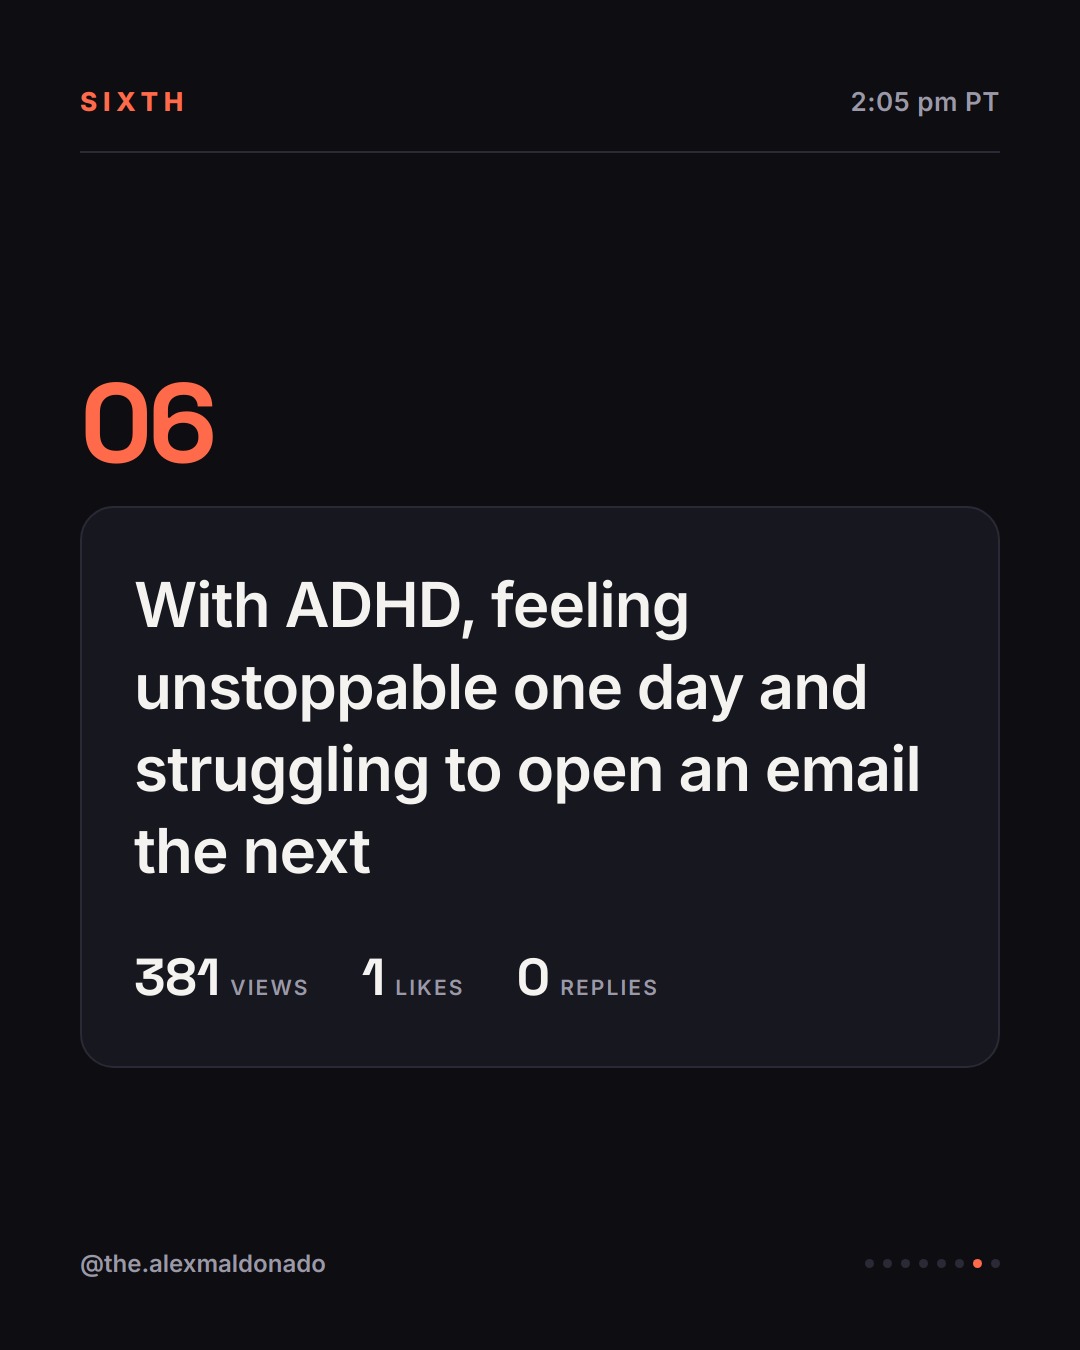 SIXTH
2:05 pm PT
06
With ADHD, feeling
unstoppable one day and
struggling to open an email
the next
381 VIEWS 1 LIKES 0 REPLIES
@the.alexmaldonado